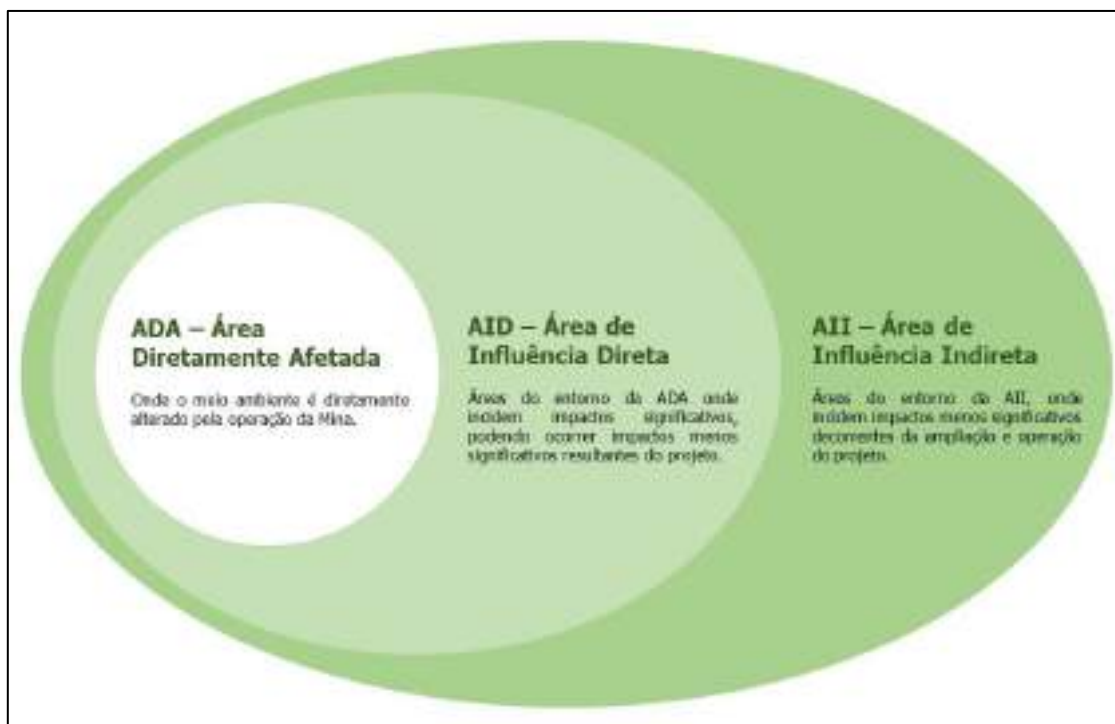 ADA – Área
Diretamente Afetada
Onde o meio ambiente é diretamente
alterado pela operação da Mina.
AID – Área de
Influência Direta
Áreas do entorno da ADA onde
incidem impactos significativos,
podendo ocorrer impactos menos
significativos resultantes do projeto.
AII – Área de
Influência Indireta
Áreas do entorno da AII, onde
incidem impactos menos significativos
decorrentes da ampliação e operação
do projeto.